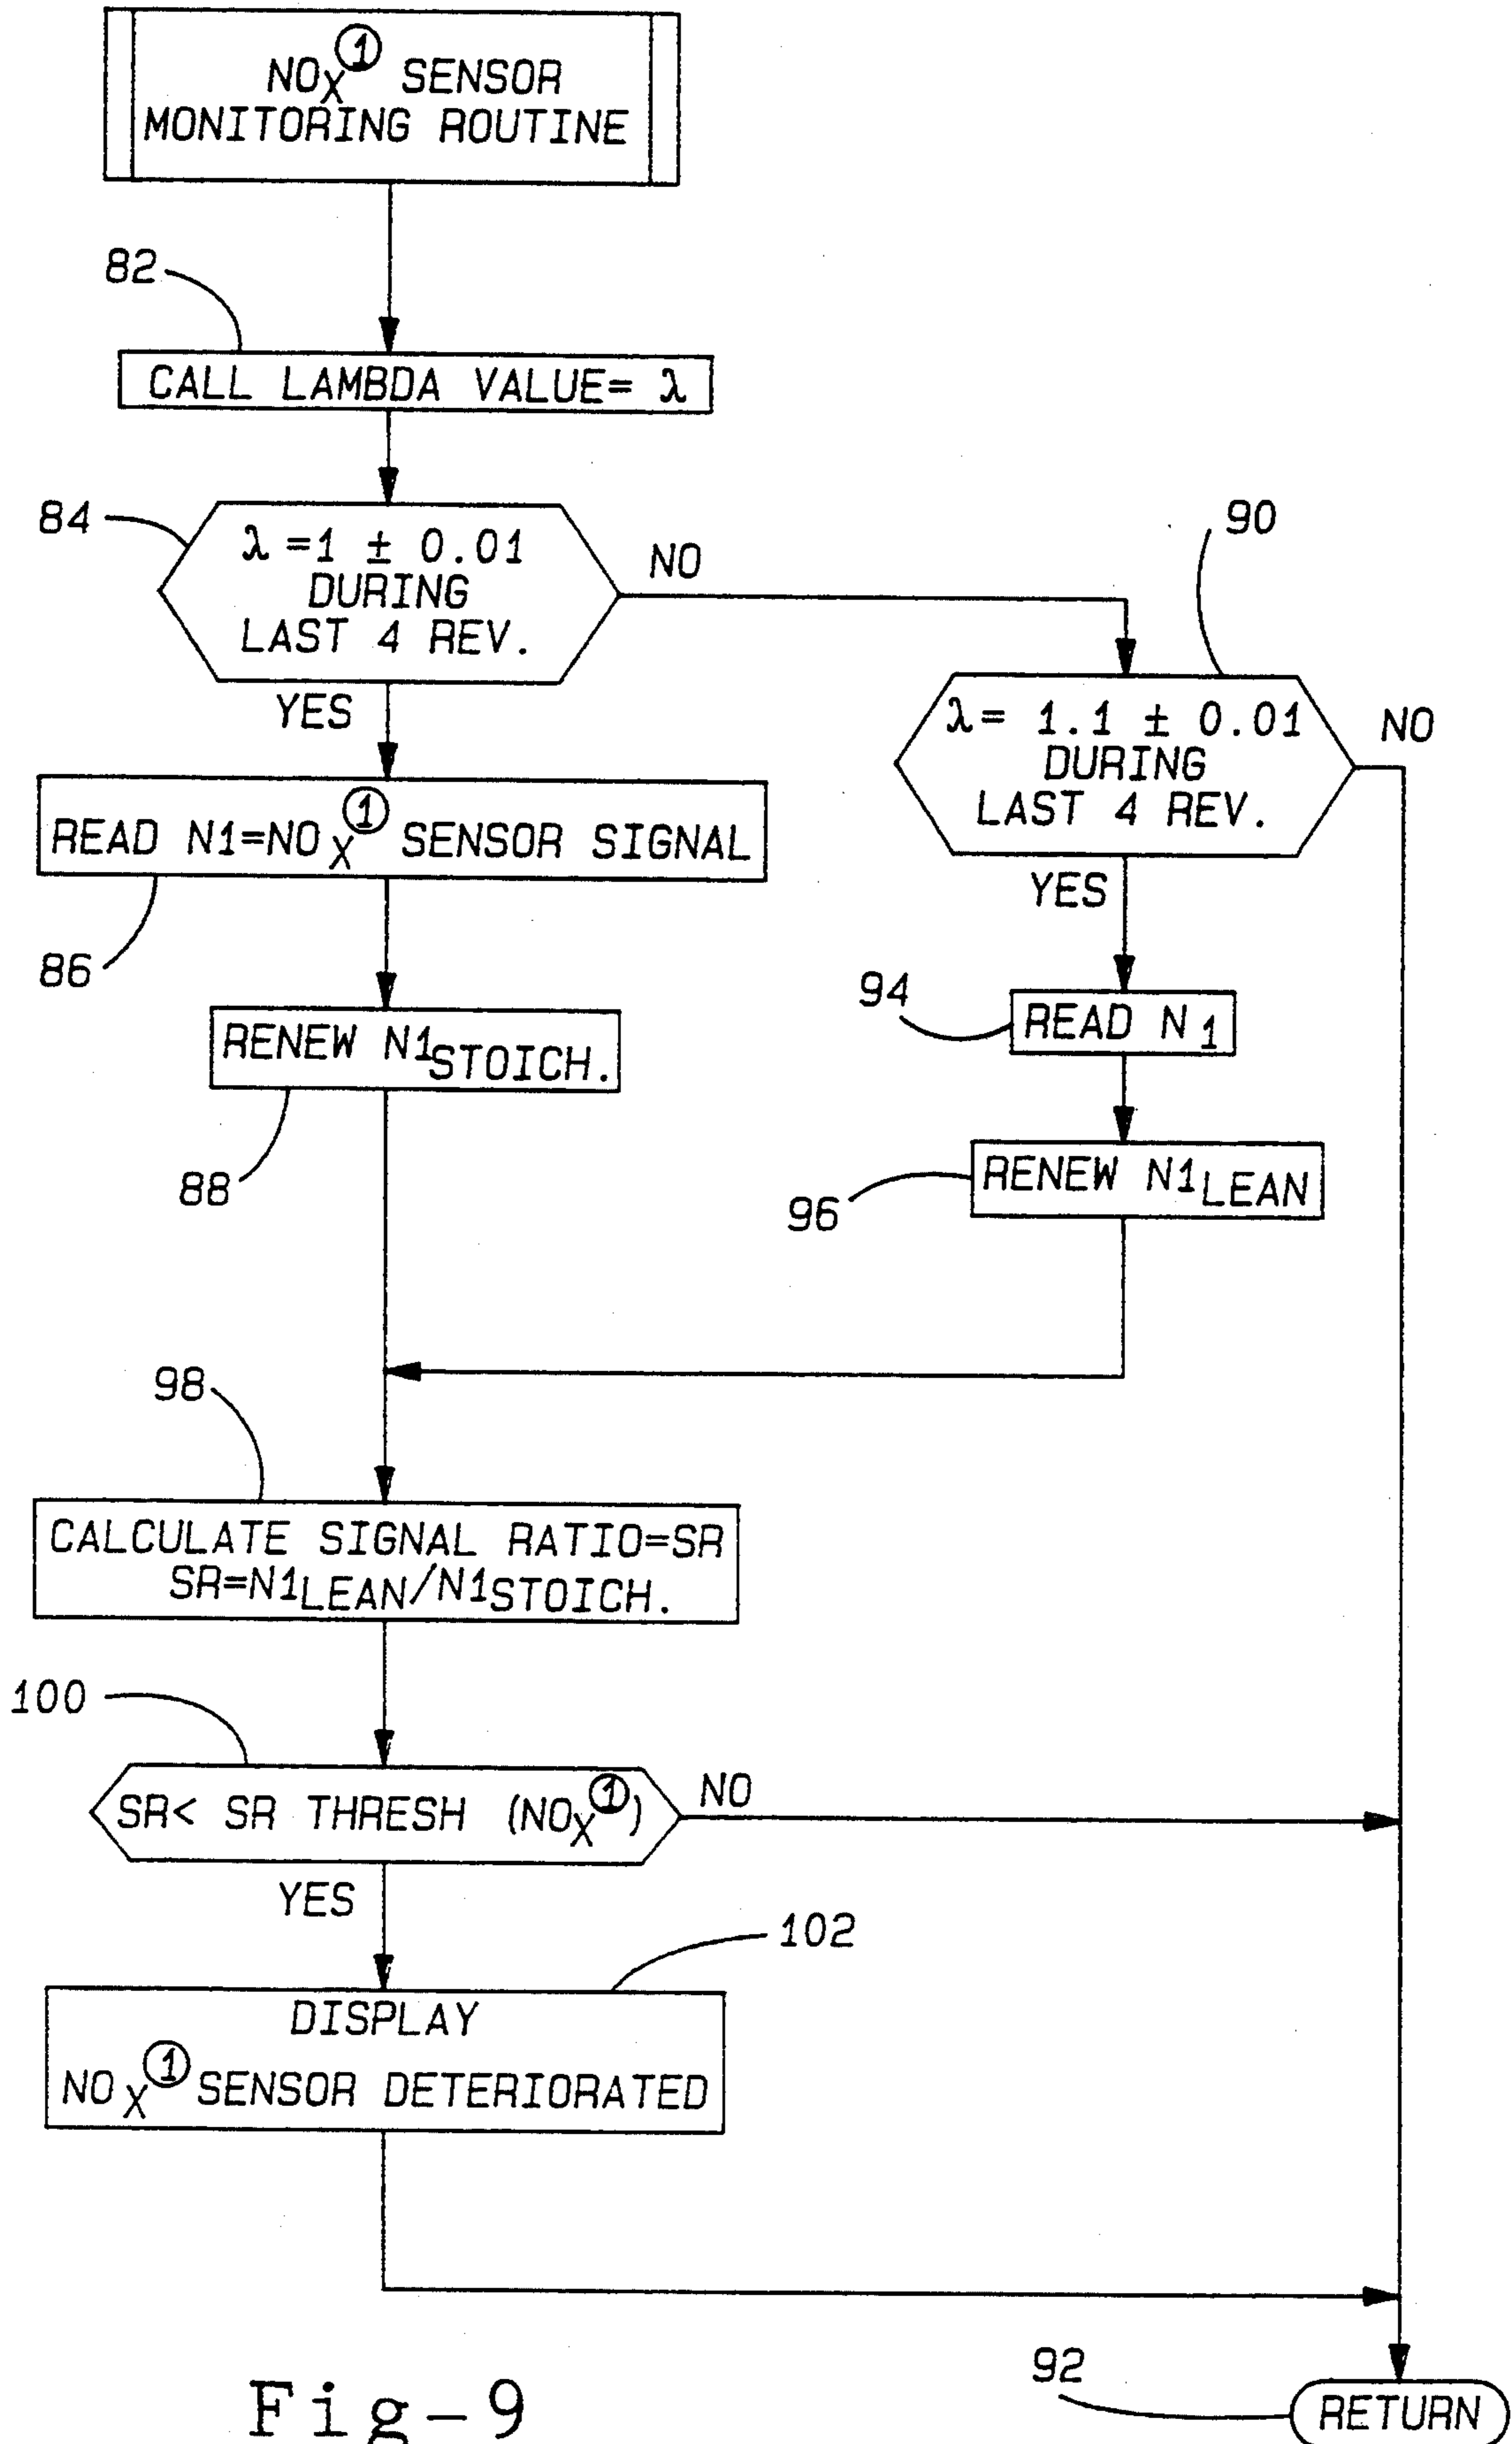 NOX① SENSOR
MONITORING ROUTINE
82
CALL LAMBDA VALUE= λ
84
λ =1 ± 0.01
DURING
LAST 4 REV.
NO
YES
90
λ= 1.1 ± 0.01
DURING
LAST 4 REV.
NO
YES
READ N1=NOX① SENSOR SIGNAL
86
94
READ N1
RENEW N1STOICH.
88
96
RENEW N1LEAN
98
CALCULATE SIGNAL RATIO=SR
SR=N1LEAN/N1STOICH.
100
SR< SR THRESH (NOX①)
NO
YES
102
DISPLAY
NOX① SENSOR DETERIORATED
92
RETURN
Fig-9